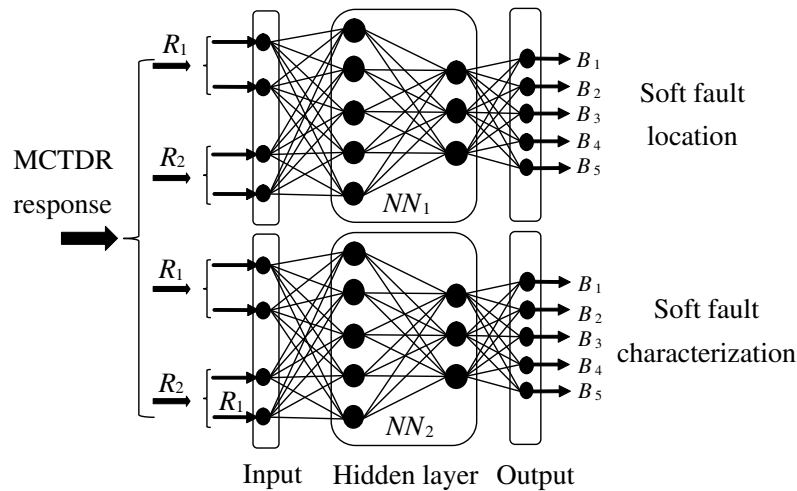 R1
R2
B1
B2
B3
B4
B5
Soft fault
location
NN1
MCTDR
response
R1
R2
R1
B1
B2
B3
B4
B5
Soft fault
characterization
NN2
Input Hidden layer Output